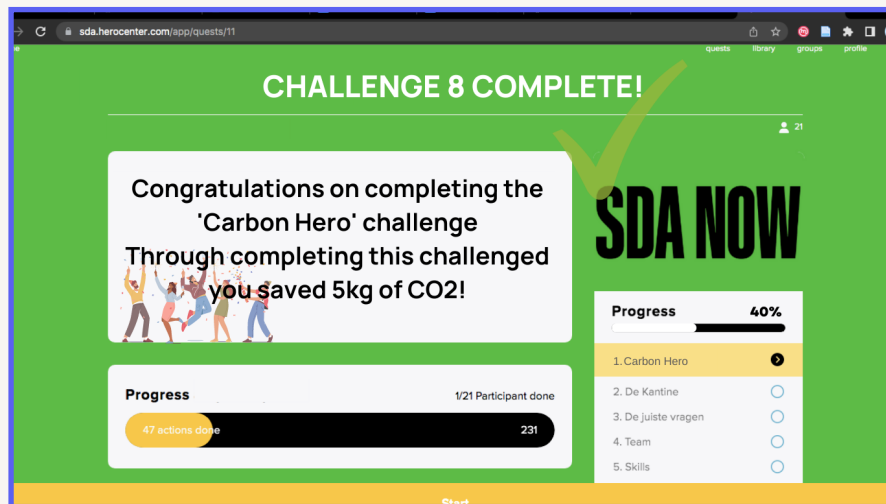 sda.herocenter.com/app/quests/11
quests library groups profile
CHALLENGE 8 COMPLETE!
21
Congratulations on completing the
'Carbon Hero' challenge
Through completing this challenged
you saved 5kg of CO2!
SDA NOW
Progress 40%
1. Carbon Hero
2. De Kantine
3. De juiste vragen
4. Team
5. Skills
Progress 1/21 Participant done
47 actions done 231
Start